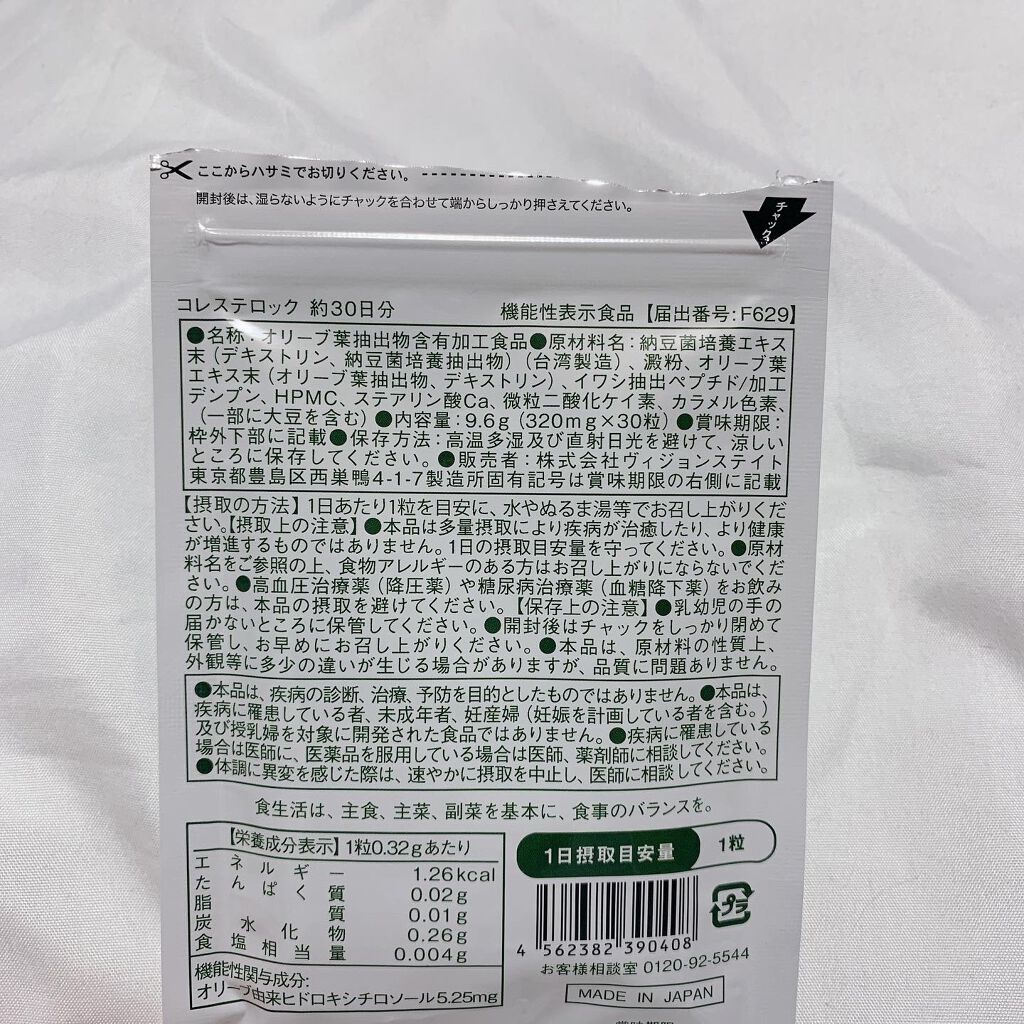 ここからハサミでお切りください。
開封後は、湿らないようにチャックを合わせて端からしっかり押さえてください。
チャック
コレステロック 約30日分
機能性表示食品【届出番号:F629】
●名称:オリーブ葉抽出物含有加工食品●原材料名:納豆菌培養エキス
末(デキストリン、納豆菌培養抽出物)(台湾製造)、澱粉、オリーブ葉
エキス末(オリーブ葉抽出物、デキストリン)、イワシ抽出ペプチド/加工
デンプン、HPMC、ステアリン酸Ca、微粒二酸化ケイ素、カラメル色素、
(一部に大豆を含む)●内容量:9.6g(320mg×30粒)●賞味期限:
枠外下部に記載●保存方法:高温多湿及び直射日光を避けて、涼しい
ところに保存してください。●販売者:株式会社ヴィジョンステイト
東京都豊島区西巣鴨4-1-7製造所固有記号は賞味期限の右側に記載
【摂取の方法】1日あたり1粒を目安に、水やぬるま湯等でお召し上がりくだ
さい。【摂取上の注意】●本品は多量摂取により疾病が治癒したり、より健康
が増進するものではありません。1日の摂取目安量を守ってください。●原材
料名をご参照の上、食物アレルギーのある方はお召し上がりにならないでくだ
さい。●高血圧治療薬(降圧薬)や糖尿病治療薬(血糖降下薬)をお飲み
の方は、本品の摂取を避けてください。【保存上の注意】●乳幼児の手の
届かないところに保管してください。●開封後はチャックをしっかり閉めて
保管し、お早めにお召し上がりください。●本品は、原材料の性質上、
外観等に多少の違いが生じる場合がありますが、品質に問題ありません。
●本品は、疾病の診断、治療、予防を目的としたものではありません。●本品は、
疾病に罹患している者、未成年者、妊産婦(妊娠を計画している者を含む。)
及び授乳婦を対象に開発された食品ではありません。●疾病に罹患している
場合は医師に、医薬品を服用している場合は医師、薬剤師に相談してください。
●体調に異変を感じた際は、速やかに摂取を中止し、医師に相談してください。
食生活は、主食、主菜、副菜を基本に、食事のバランスを。
【栄養成分表示】1粒0.32gあたり
エネルギー 1.26kcal
たんぱく質 0.02g
脂質 0.01g
炭水化物 0.26g
食塩相当量 0.004g
機能性関与成分:
オリーブ由来ヒドロキシチロソール5.25mg
1日摂取目安量 1粒
4 562382 390408
プラ
お客様相談室 0120-92-5544
MADE IN JAPAN